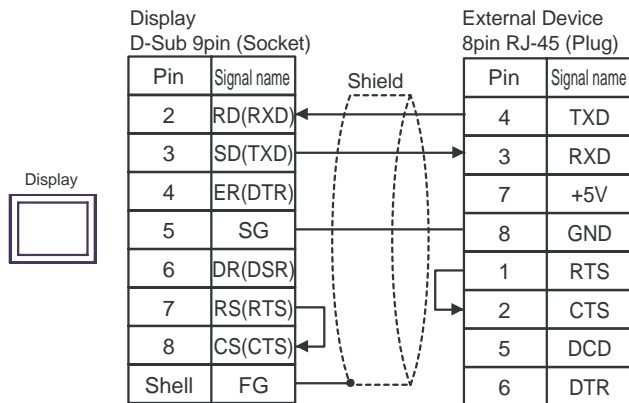 Display
D-Sub 9pin (Socket)
External Device
8pin RJ-45 (Plug)
Pin Signal name
Shield
Pin Signal name
2 RD(RXD)
4 TXD
3 SD(TXD)
3 RXD
Display
4 ER(DTR)
7 +5V
5 SG
8 GND
6 DR(DSR)
1 RTS
7 RS(RTS)
2 CTS
8 CS(CTS)
5 DCD
Shell FG
6 DTR